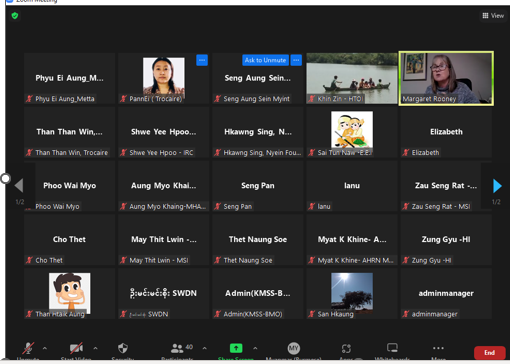 Zoom Meeting
View
Phyu Ei Aung_M...
Phyu Ei Aung_Metta
PannEi ( Trocaire)
Ask to Unmute
Seng Aung Sein...
Seng Aung Sein Myint
Khin Zin - HTO
Margaret Rooney
Than Than Win,...
Than Than Win, Trocaire
Shwe Yee Hpoo...
Shwe Yee Hpoo - IRC
Hkawng Sing, N...
Hkawng Sing, Nyein Fou...
Sai Tun Naw
Elizabeth
Elizabeth
1/2
Phoo Wai Myo
Phoo Wai Myo
Aung Myo Khai...
Aung Myo Khaing-MHA...
Seng Pan
Seng Pan
Ianu
Ianu
Zau Seng Rat -...
Zau Seng Rat - MSI
1/2
Cho Thet
Cho Thet
May Thit Lwin -...
May Thit Lwin - MSI
Thet Naung Soe
Thet Naung Soe
Myat K Khine- A...
Myat K Khine- AHRN M...
Zung Gyu -HI
Zung Gyu -HI
Than Htaik Aung
ဦးမင်းမင်းစိုး SWDN
SWDN
Admin(KMSS-B...
Admin(KMSS-BMO)
San Hkaung
adminmanager
adminmanager
Unmute
Start Video
Security
40
Participants
Share Screen
MY
Whiteboards
More
End